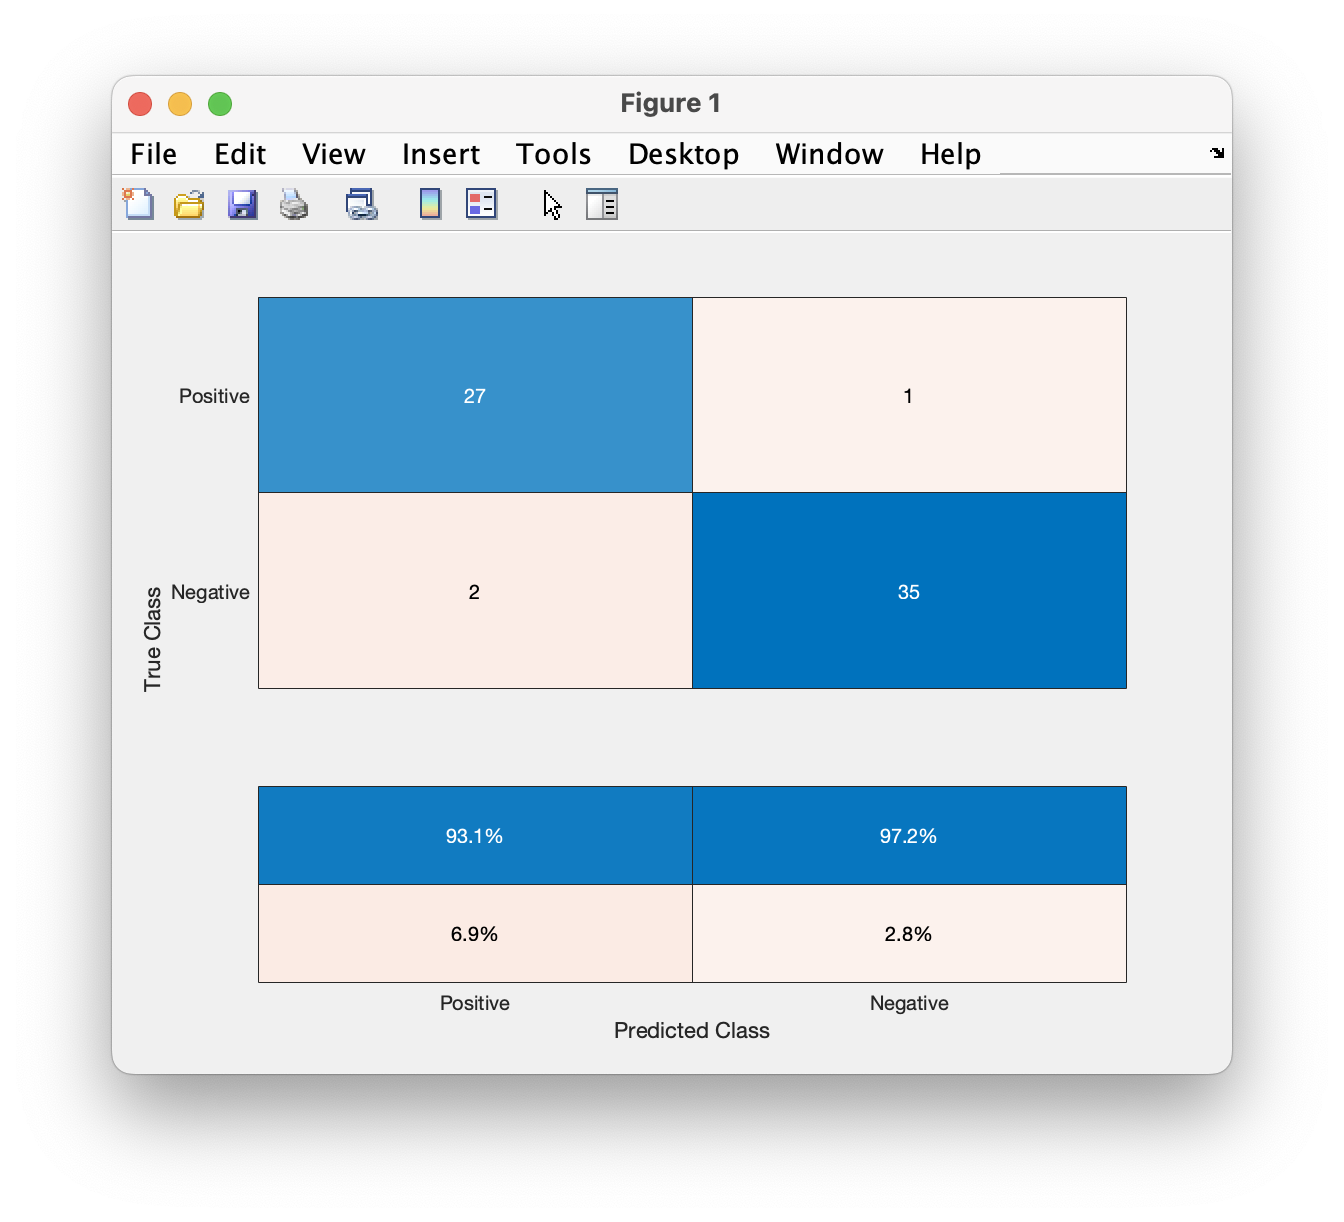 Figure 1
File Edit View Insert Tools Desktop Window Help
Positive 27 1
Negative 2 35
True Class
93.1% 97.2%
6.9% 2.8%
Positive Negative
Predicted Class